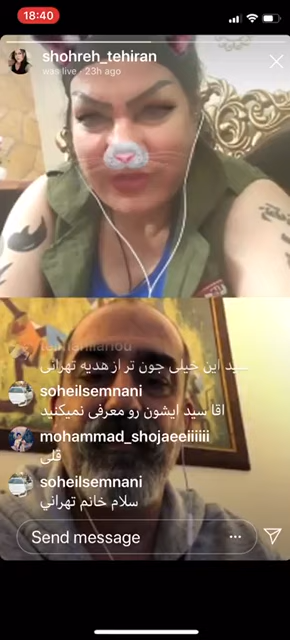 18:40
shohreh_tehiran
was live · 23h ago
سید این خیلی جون تر از هدیه تهرانی
soheilsemnani
اقا سید ایشون رو معرفی نمیکنید
mohammad_shojaeeiiiiii
قلی
soheilsemnani
سلام خانم تهراني
Send message